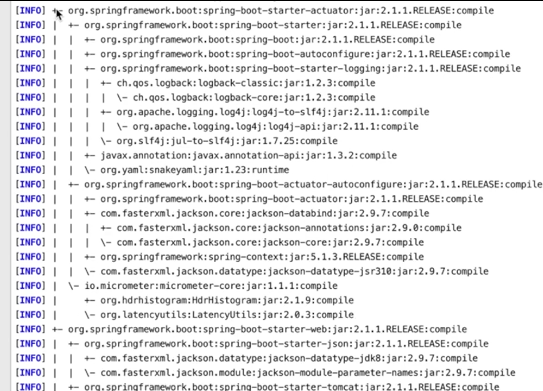 [INFO] +- org.springframework.boot:spring-boot-starter-actuator:jar:2.1.1.RELEASE:compile
[INFO] |  +- org.springframework.boot:spring-boot-starter:jar:2.1.1.RELEASE:compile
[INFO] |  |  +- org.springframework.boot:spring-boot:jar:2.1.1.RELEASE:compile
[INFO] |  |  +- org.springframework.boot:spring-boot-autoconfigure:jar:2.1.1.RELEASE:compile
[INFO] |  |  +- org.springframework.boot:spring-boot-starter-logging:jar:2.1.1.RELEASE:compile
[INFO] |  |  |  +- ch.qos.logback:logback-classic:jar:1.2.3:compile
[INFO] |  |  |  |  \- ch.qos.logback:logback-core:jar:1.2.3:compile
[INFO] |  |  |  +- org.apache.logging.log4j:log4j-to-slf4j:jar:2.11.1:compile
[INFO] |  |  |  |  \- org.apache.logging.log4j:log4j-api:jar:2.11.1:compile
[INFO] |  |  |  \- org.slf4j:jul-to-slf4j:jar:1.7.25:compile
[INFO] |  |  +- javax.annotation:javax.annotation-api:jar:1.3.2:compile
[INFO] |  |  \- org.yaml:snakeyaml:jar:1.23:runtime
[INFO] |  +- org.springframework.boot:spring-boot-actuator-autoconfigure:jar:2.1.1.RELEASE:compile
[INFO] |  |  +- org.springframework.boot:spring-boot-actuator:jar:2.1.1.RELEASE:compile
[INFO] |  |  +- com.fasterxml.jackson.core:jackson-databind:jar:2.9.7:compile
[INFO] |  |  |  +- com.fasterxml.jackson.core:jackson-annotations:jar:2.9.0:compile
[INFO] |  |  |  \- com.fasterxml.jackson.core:jackson-core:jar:2.9.7:compile
[INFO] |  |  +- org.springframework:spring-context:jar:5.1.3.RELEASE:compile
[INFO] |  |  \- com.fasterxml.jackson.datatype:jackson-datatype-jsr310:jar:2.9.7:compile
[INFO] |  \- io.micrometer:micrometer-core:jar:1.1.1:compile
[INFO] |     +- org.hdrhistogram:HdrHistogram:jar:2.1.9:compile
[INFO] |     \- org.latencyutils:LatencyUtils:jar:2.0.3:compile
[INFO] +- org.springframework.boot:spring-boot-starter-web:jar:2.1.1.RELEASE:compile
[INFO] |  +- org.springframework.boot:spring-boot-starter-json:jar:2.1.1.RELEASE:compile
[INFO] |  |  +- com.fasterxml.jackson.datatype:jackson-datatype-jdk8:jar:2.9.7:compile
[INFO] |  |  \- com.fasterxml.jackson.module:jackson-module-parameter-names:jar:2.9.7:compile
[INFO] |  +- org.springframework.boot:spring-boot-starter-tomcat:jar:2.1.1.RELEASE:compile